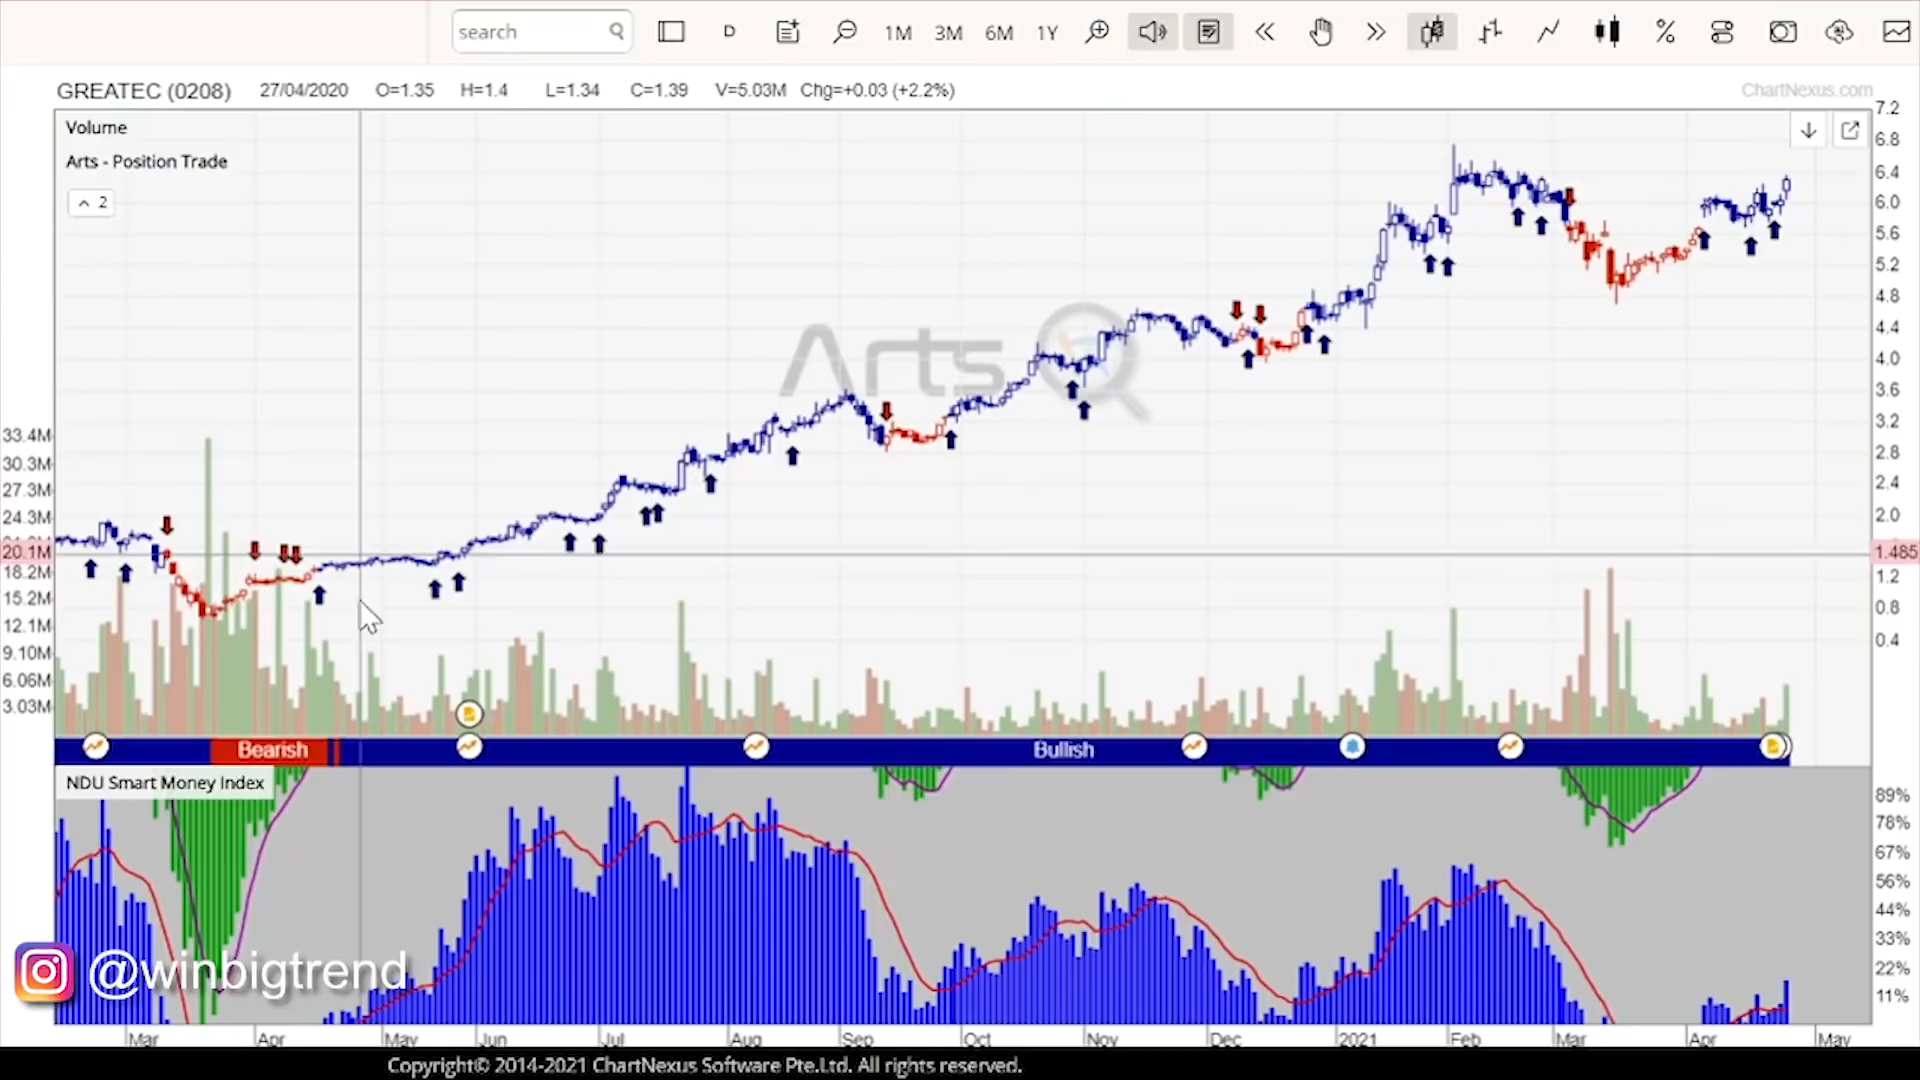 search D 1M 3M 6M 1Y
GREATEC (0208) 27/04/2020 O=1.35 H=1.4 L=1.34 C=1.39 V=5.03M Chg=+0.03 (+2.2%) ChartNexus.com
Volume
Arts - Position Trade
2
Arts
7.2
6.8
6.4
6.0
5.6
5.2
4.8
4.4
4.0
3.6
3.2
2.8
2.4
2.0
1.485
1.2
0.8
0.4
33.4M
30.3M
27.3M
24.3M
20.1M
18.2M
15.2M
12.1M
9.10M
6.06M
3.03M
Bearish Bullish
NDU Smart Money Index
89%
78%
67%
56%
44%
33%
22%
11%
@winbigtrend
Mar Apr May Jun Jul Aug Sep Oct Nov Dec 2021 Feb Mar Apr May
Copyright© 2014-2021 ChartNexus Software Pte.Ltd. All rights reserved.